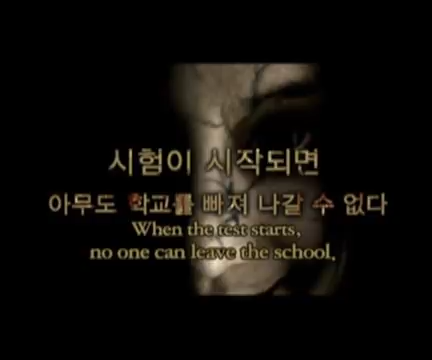 시험이 시작되면
아무도 학교를 빠져 나갈 수 없다
When the test starts,
no one can leave the school.